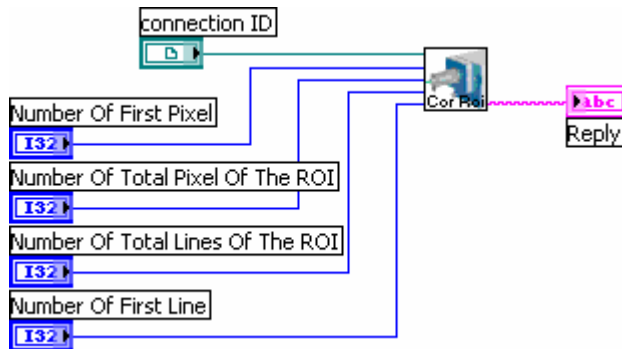 connection ID
Cor Roi
abc
Reply
Number Of First Pixel
I32
Number Of Total Pixel Of The ROI
I32
Number Of Total Lines Of The ROI
I32
Number Of First Line
I32